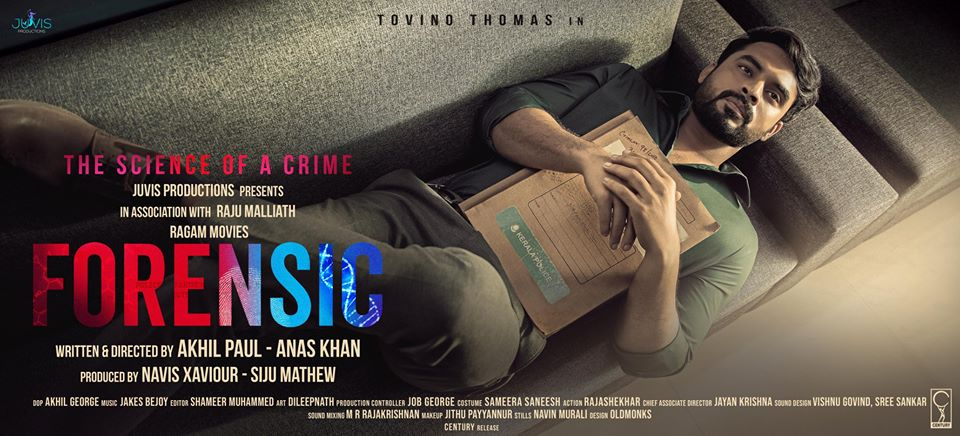 JUVIS
PRODUCTIONS
TOVINO THOMAS IN
THE SCIENCE OF A CRIME
JUVIS PRODUCTIONS PRESENTS
IN ASSOCIATION WITH RAJU MALLIATH
RAGAM MOVIES
FORENSIC
WRITTEN & DIRECTED BY AKHIL PAUL - ANAS KHAN
PRODUCED BY NAVIS XAVIOUR - SIJU MATHEW
KERALA POLICE
DOP AKHIL GEORGE MUSIC JAKES BEJOY EDITOR SHAMEER MUHAMMED ART DILEEPNATH PRODUCTION CONTROLLER JOB GEORGE COSTUME SAMEERA SANEESH ACTION RAJASHEKHAR CHIEF ASSOCIATE DIRECTOR JAYAN KRISHNA SOUND DESIGN VISHNU GOVIND, SREE SANKAR
SOUND MIXING M R RAJAKRISHNAN MAKEUP JITHU PAYYANNUR STILLS NAVIN MURALI DESIGN OLDMONKS
CENTURY RELEASE
CENTURY